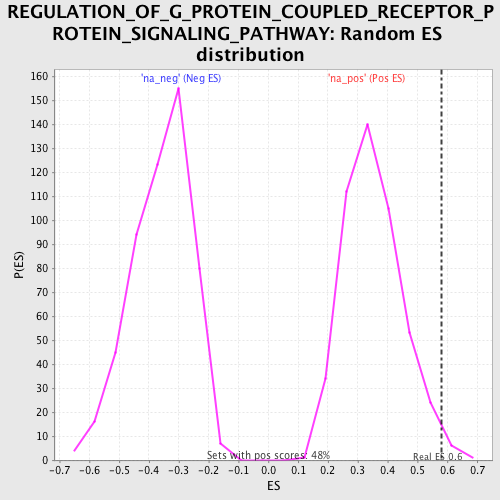 REGULATION_OF_G_PROTEIN_COUPLED_RECEPTOR_P
ROTEIN_SIGNALING_PATHWAY: Random ES
distribution
'na_neg' (Neg ES) 'na_pos' (Pos ES)
160
150
140
130
120
110
100
90
80
70
60
50
40
30
20
10
0
P(ES)
Sets with pos scores: 48%
Real ES 0.6
-0.7 -0.6 -0.5 -0.4 -0.3 -0.2 -0.1 0.0 0.1 0.2 0.3 0.4 0.5 0.6 0.7
ES